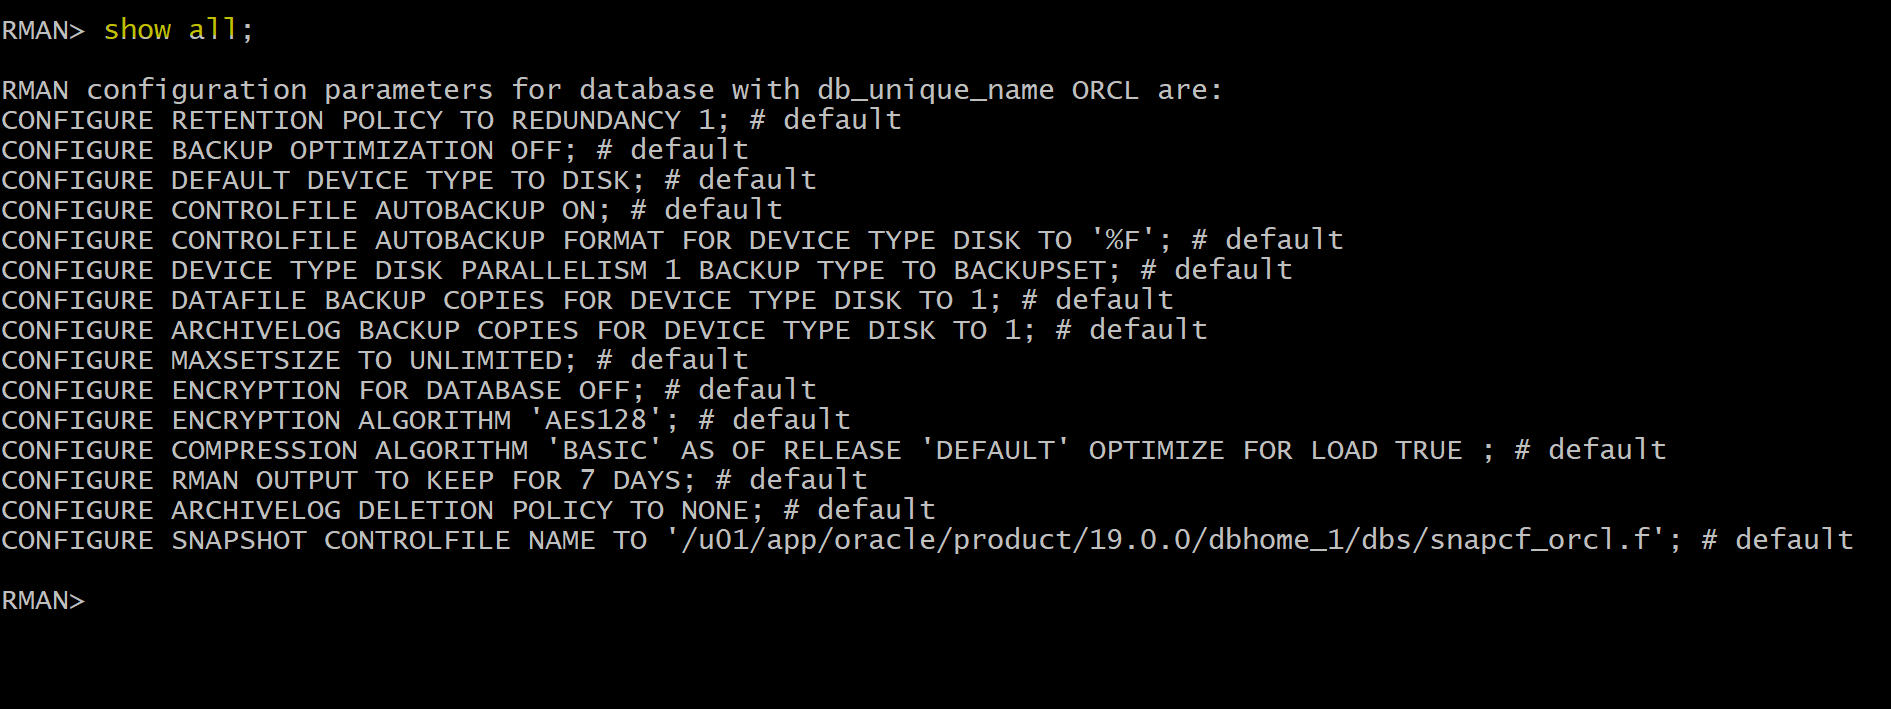 RMAN> show all;
RMAN configuration parameters for database with db_unique_name ORCL are:
CONFIGURE RETENTION POLICY TO REDUNDANCY 1; # default
CONFIGURE BACKUP OPTIMIZATION OFF; # default
CONFIGURE DEFAULT DEVICE TYPE TO DISK; # default
CONFIGURE CONTROLFILE AUTOBACKUP ON; # default
CONFIGURE CONTROLFILE AUTOBACKUP FORMAT FOR DEVICE TYPE DISK TO '%F'; # default
CONFIGURE DEVICE TYPE DISK PARALLELISM 1 BACKUP TYPE TO BACKUPSET; # default
CONFIGURE DATAFILE BACKUP COPIES FOR DEVICE TYPE DISK TO 1; # default
CONFIGURE ARCHIVELOG BACKUP COPIES FOR DEVICE TYPE DISK TO 1; # default
CONFIGURE MAXSETSIZE TO UNLIMITED; # default
CONFIGURE ENCRYPTION FOR DATABASE OFF; # default
CONFIGURE ENCRYPTION ALGORITHM 'AES128'; # default
CONFIGURE COMPRESSION ALGORITHM 'BASIC' AS OF RELEASE 'DEFAULT' OPTIMIZE FOR LOAD TRUE ; # default
CONFIGURE RMAN OUTPUT TO KEEP FOR 7 DAYS; # default
CONFIGURE ARCHIVELOG DELETION POLICY TO NONE; # default
CONFIGURE SNAPSHOT CONTROLFILE NAME TO '/u01/app/oracle/product/19.0.0/dbhome_1/dbs/snapcf_orcl.f'; # default
RMAN>